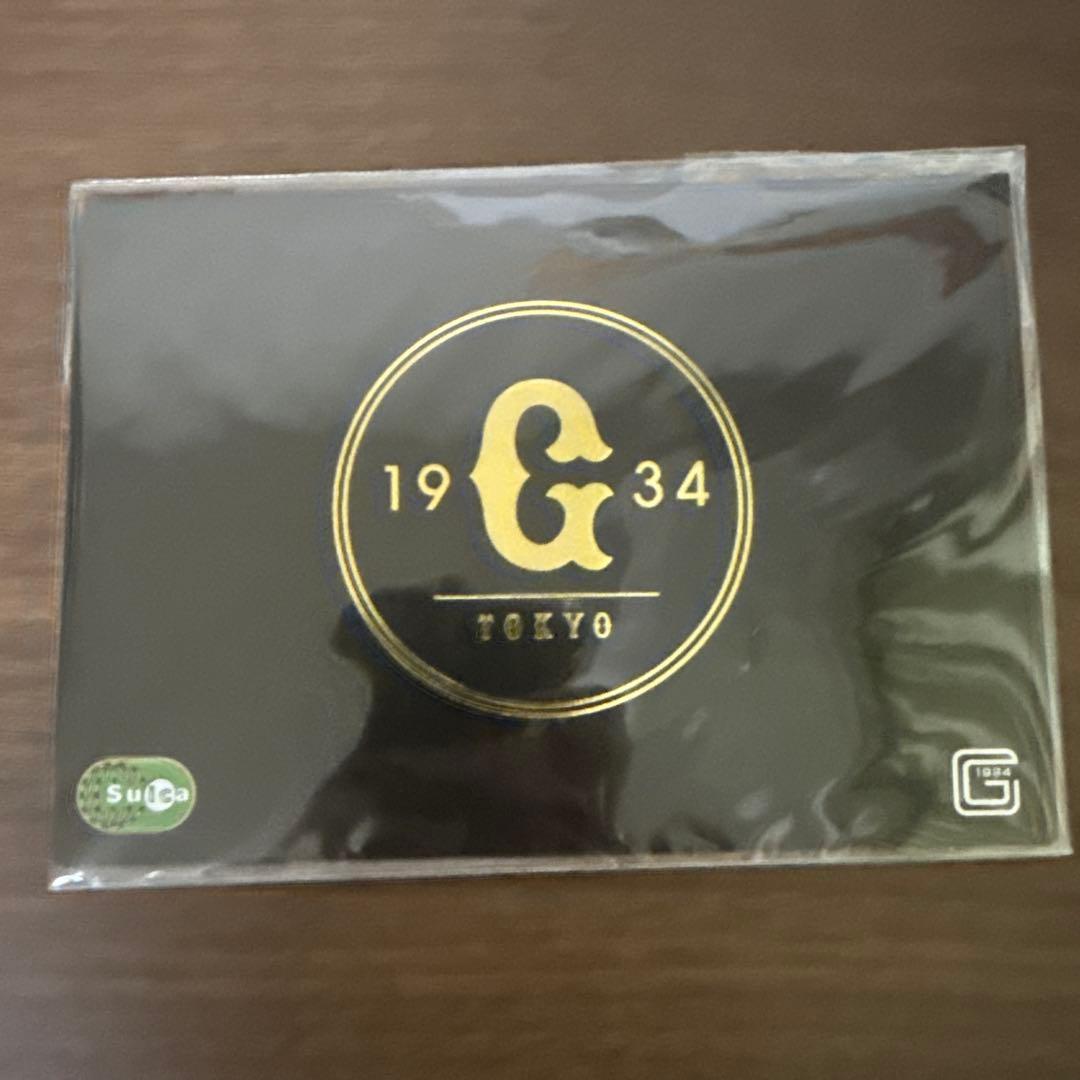 19 G 34
TOKYO
Suica
G 1934